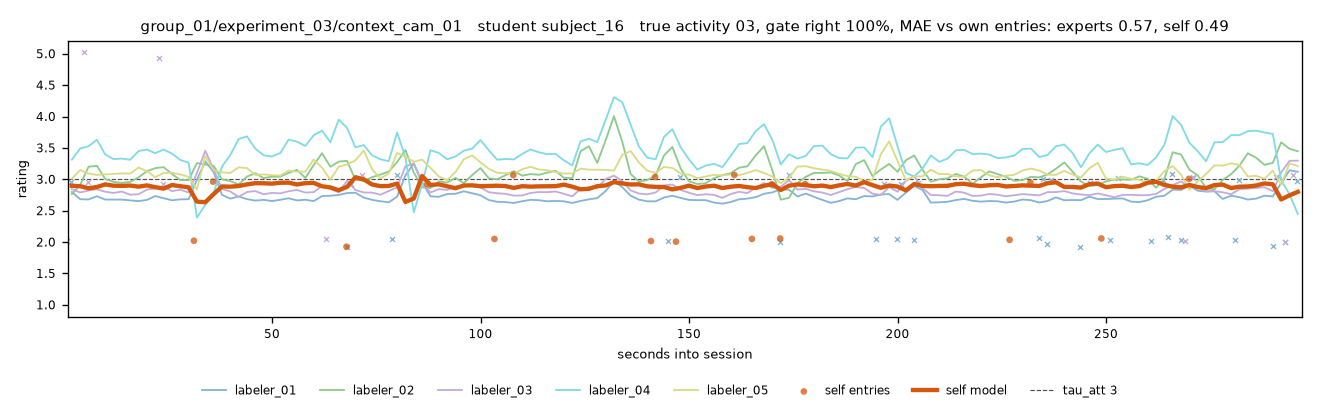 group_01/experiment_03/context_cam_01 student subject_16 true activity 03, gate right 100%, MAE vs own entries: experts 0.57, self 0.49
5.0
4.5
4.0
3.5
3.0
2.5
2.0
1.5
1.0
rating
50 100 150 200 250
seconds into session
labeler_01 labeler_02 labeler_03 labeler_04 labeler_05 self entries self model tau_att 3